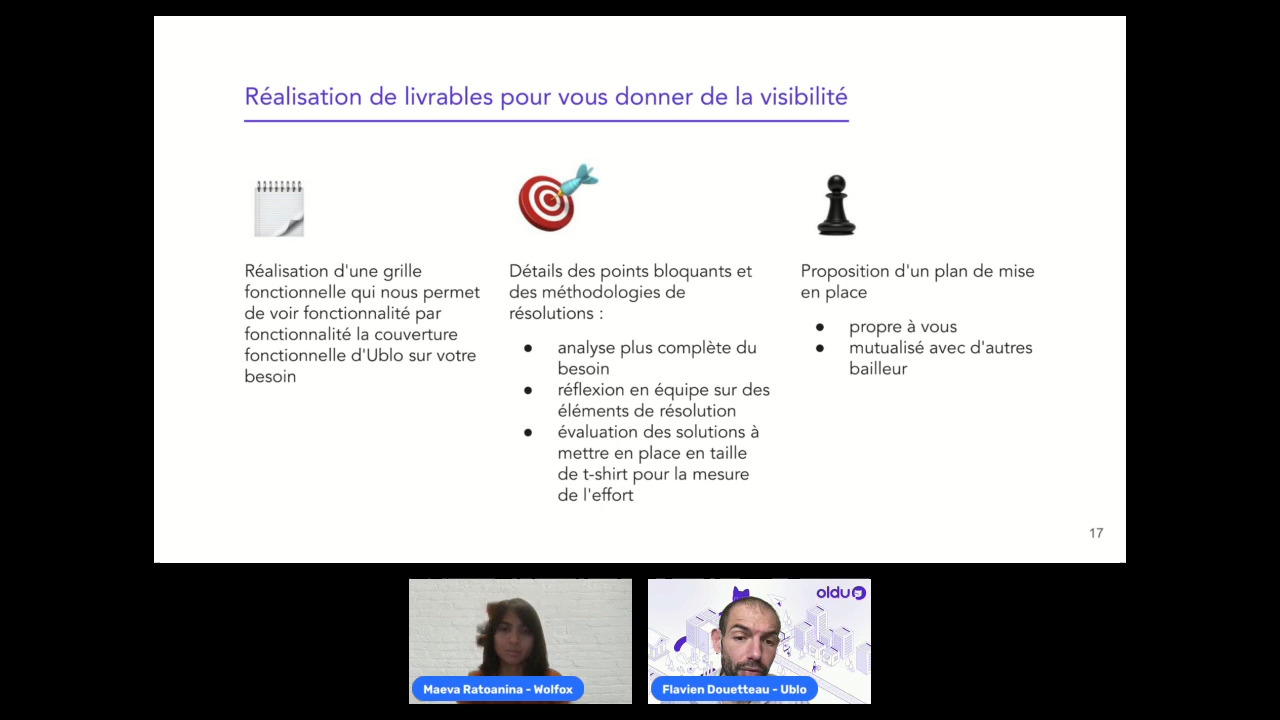 Réalisation de livrables pour vous donner de la visibilité
Réalisation d'une grille
fonctionnelle qui nous permet
de voir fonctionnalité par
fonctionnalité la couverture
fonctionnelle d'Ublo sur votre
besoin
Détails des points bloquants et
des méthodologies de
résolutions :
● analyse plus complète du
besoin
● réflexion en équipe sur des
éléments de résolution
● évaluation des solutions à
mettre en place en taille
de t-shirt pour la mesure
de l'effort
Proposition d'un plan de mise
en place
● propre à vous
● mutualisé avec d'autres
bailleur
17
Maeva Ratoanina - Wolfox
oldu
Flavien Douetteau - Ublo